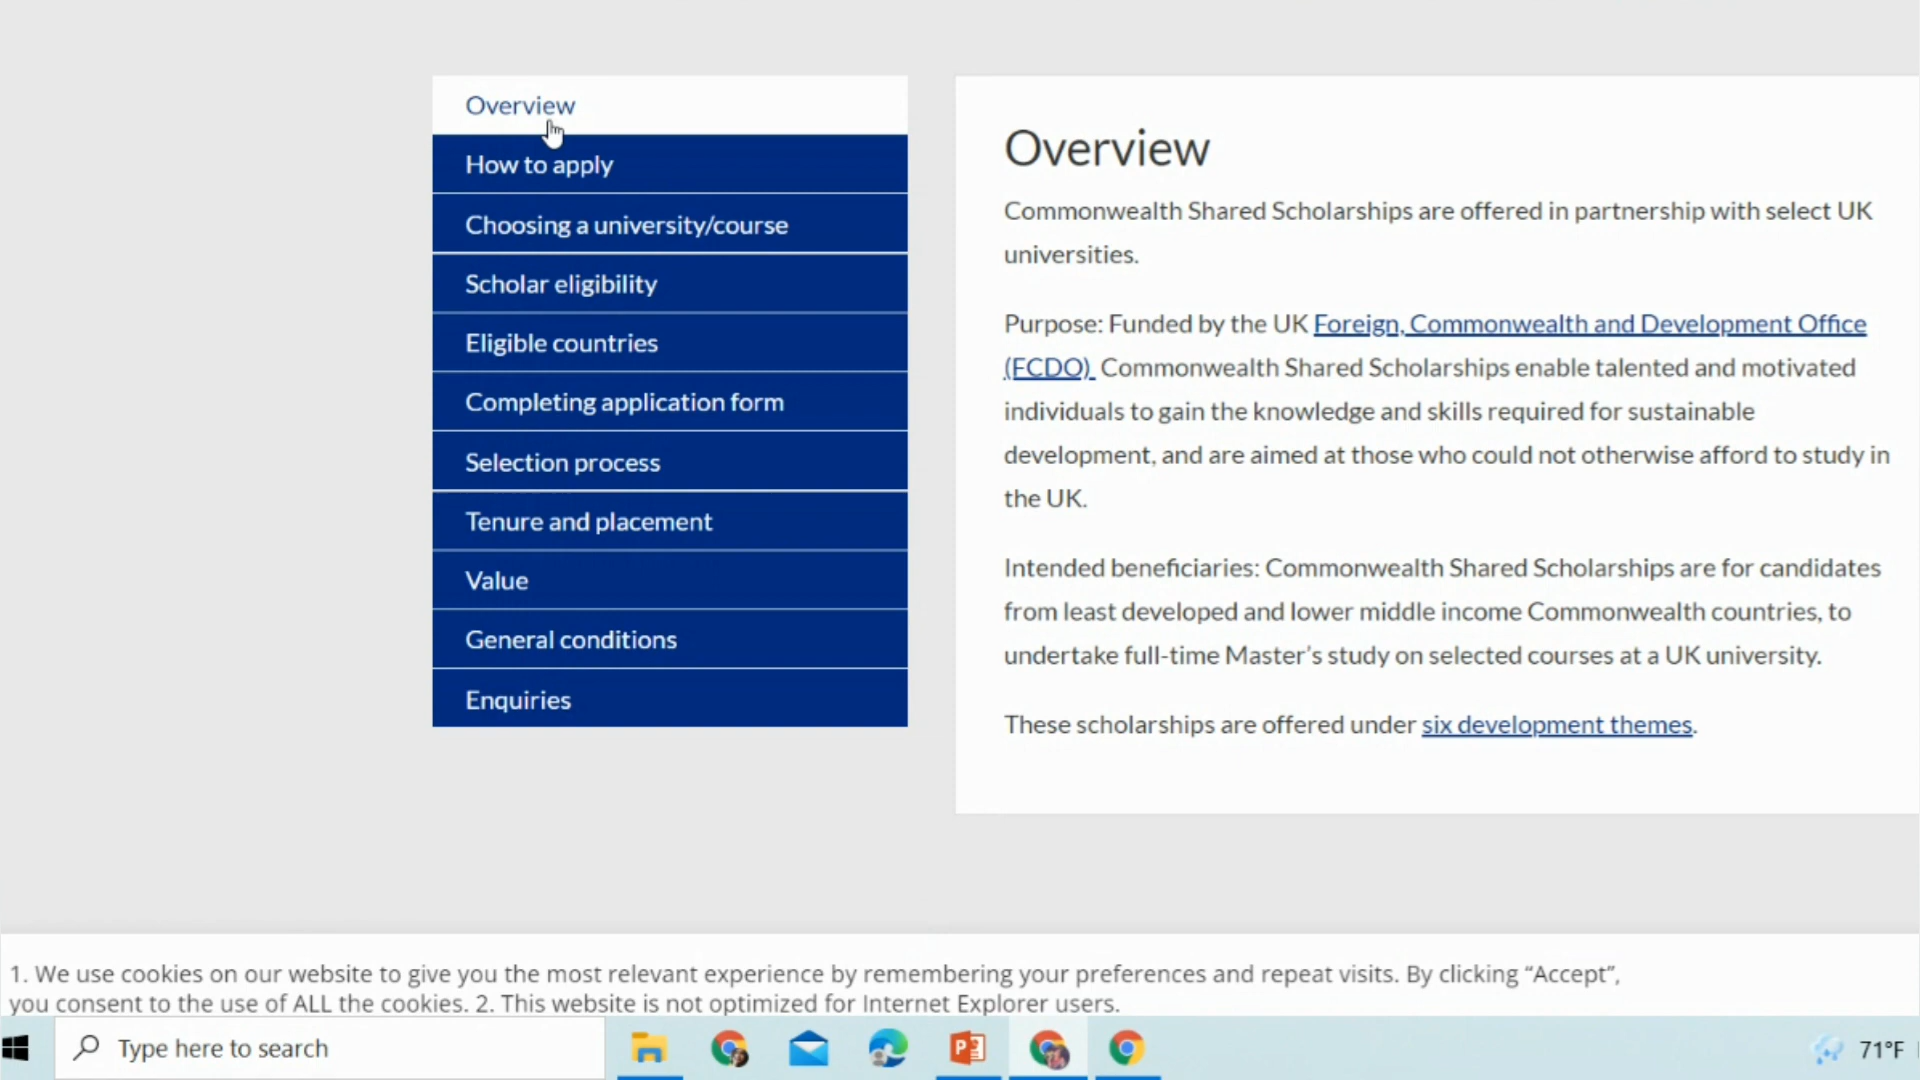 Overview
How to apply
Choosing a university/course
Scholar eligibility
Eligible countries
Completing application form
Selection process
Tenure and placement
Value
General conditions
Enquiries
Overview
Commonwealth Shared Scholarships are offered in partnership with select UK
universities.
Purpose: Funded by the UK Foreign, Commonwealth and Development Office
(FCDO) Commonwealth Shared Scholarships enable talented and motivated
individuals to gain the knowledge and skills required for sustainable
development, and are aimed at those who could not otherwise afford to study in
the UK.
Intended beneficiaries: Commonwealth Shared Scholarships are for candidates
from least developed and lower middle income Commonwealth countries, to
undertake full-time Master’s study on selected courses at a UK university.
These scholarships are offered under six development themes.
1. We use cookies on our website to give you the most relevant experience by remembering your preferences and repeat visits. By clicking “Accept”,
you consent to the use of ALL the cookies. 2. This website is not optimized for Internet Explorer users.
Type here to search
71°F